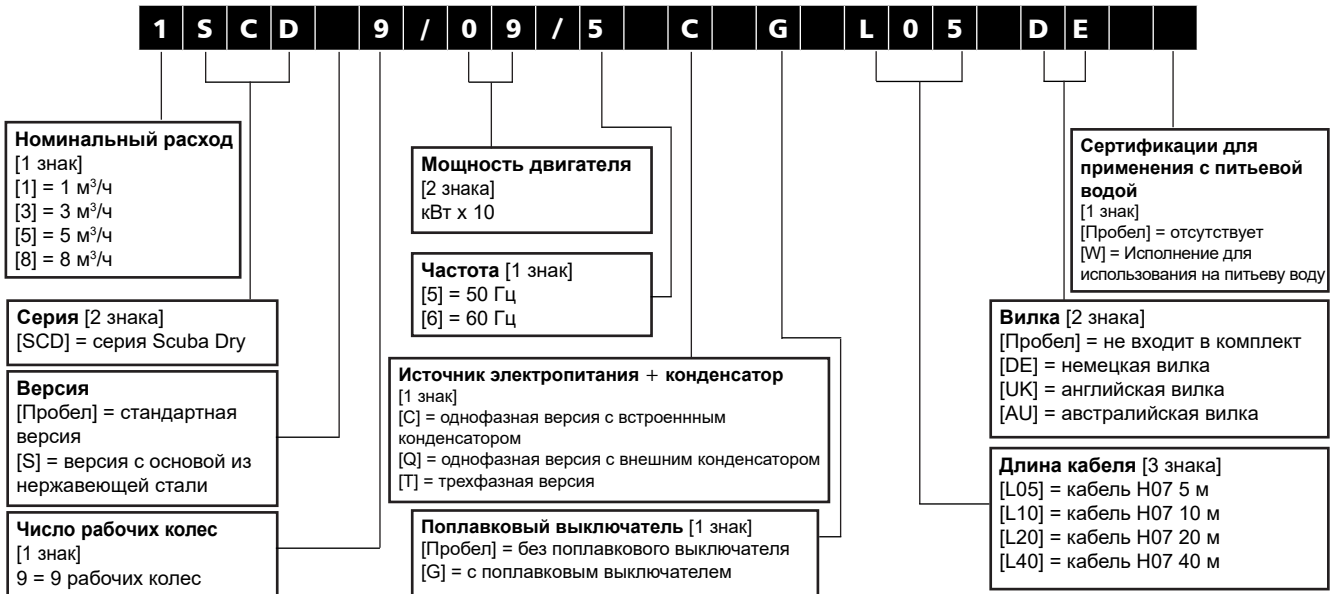 1 S C D 9 / 0 9 / 5 C G L 0 5 D E
Номинальный расход
[1 знак]
[1] = 1 м³/ч
[3] = 3 м³/ч
[5] = 5 м³/ч
[8] = 8 м³/ч
Серия [2 знака]
[SCD] = серия Scuba Dry
Версия
[Пробел] = стандартная
версия
[S] = версия с основой из
нержавеющей стали
Число рабочих колес
[1 знак]
9 = 9 рабочих колес
Мощность двигателя
[2 знака]
кВт x 10
Частота [1 знак]
[5] = 50 Гц
[6] = 60 Гц
Источник электропитания + конденсатор
[1 знак]
[C] = однофазная версия с встроеннным
конденсатором
[Q] = однофазная версия с внешним конденсатором
[T] = трехфазная версия
Поплавковый выключатель [1 знак]
[Пробел] = без поплавкового выключателя
[G] = с поплавковым выключателем
Сертификации для
применения с питьевой
водой
[1 знак]
[Пробел] = отсутствует
[W] = Исполнение для
использования на питьеву воду
Вилка [2 знака]
[Пробел] = не входит в комплект
[DE] = немецкая вилка
[UK] = английская вилка
[AU] = австралийская вилка
Длина кабеля [3 знака]
[L05] = кабель H07 5 м
[L10] = кабель H07 10 м
[L20] = кабель H07 20 м
[L40] = кабель H07 40 м